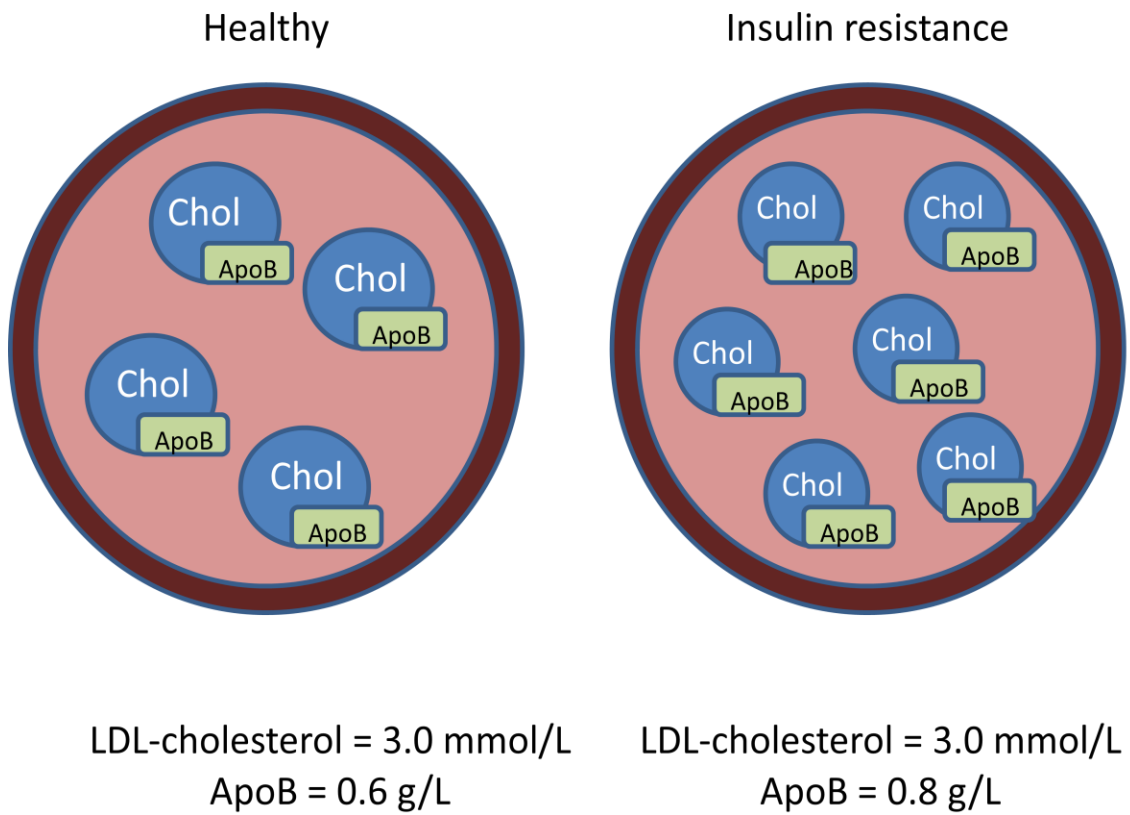 Healthy
Insulin resistance
Chol
ApoB
Chol
ApoB
Chol
ApoB
Chol
ApoB
Chol
ApoB
Chol
ApoB
Chol
ApoB
Chol
ApoB
Chol
ApoB
Chol
ApoB
LDL-cholesterol = 3.0 mmol/L
ApoB = 0.6 g/L
LDL-cholesterol = 3.0 mmol/L
ApoB = 0.8 g/L